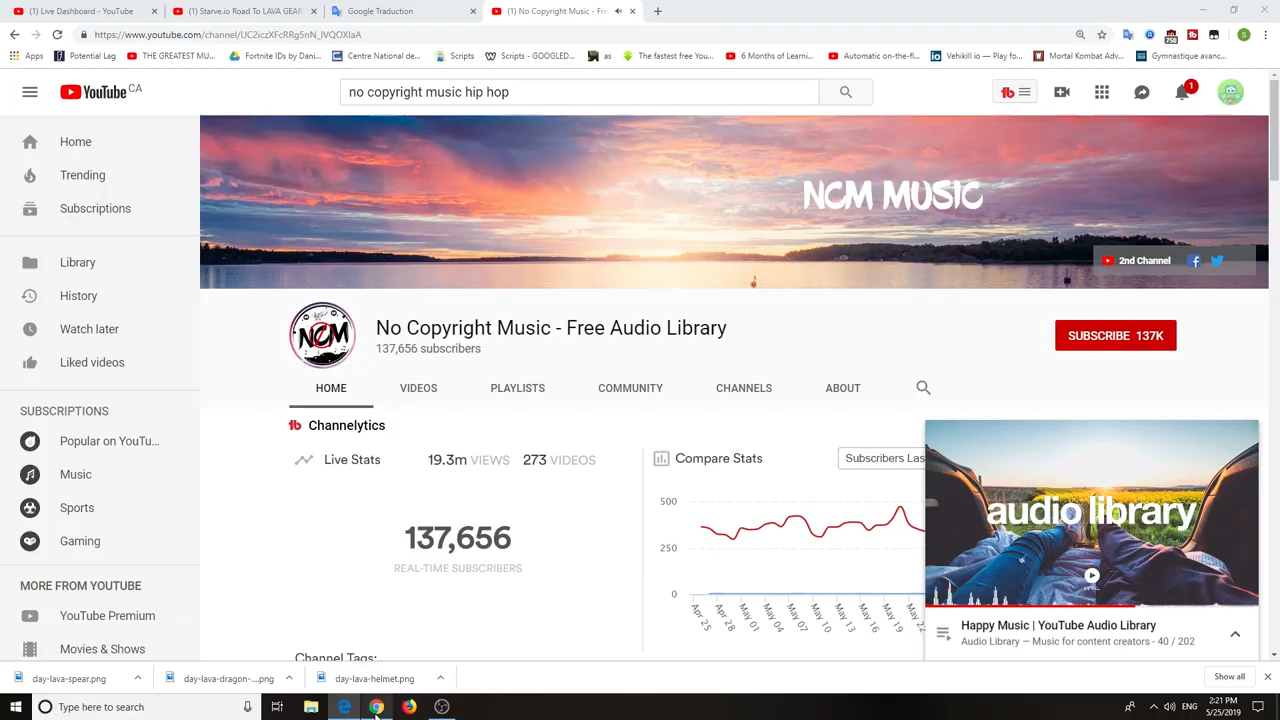 (1) Live Dashboard - YouTube
(1) Starve.io Road To LAVA GEAR
Google Traduction
(1) No Copyright Music - Fre
https://www.youtube.com/channel/UC2iczXFcRRg5nN_lVQOXIaA
750
S
Apps
Potential Lag
THE GREATEST MU...
Fortnite IDs by Dani...
Centre National de...
Scripts
Scripts - GOOGLED...
as
The fastest free You...
6 Months of Learni...
Automatic on-the-fl...
Vehikill io — Play fo...
Mortal Kombat Adv...
Gymnastique avanc...
YouTube CA
no copyright music hip hop
1
Home
Trending
Subscriptions
Library
History
Watch later
Liked videos
SUBSCRIPTIONS
Popular on YouTu...
Music
Sports
Gaming
MORE FROM YOUTUBE
YouTube Premium
Movies & Shows
NCM MUSIC
2nd Channel
NCM
No Copyright Music - Free Audio Library
137,656 subscribers
SUBSCRIBE 137K
HOME
VIDEOS
PLAYLISTS
COMMUNITY
CHANNELS
ABOUT
Channelytics
Live Stats
19.3m VIEWS 273 VIDEOS
137,656
REAL-TIME SUBSCRIBERS
Compare Stats
Subscribers Las
500
250
0
Apr 25
Apr 28
May 01
May 04
May 07
May 10
May 13
May 16
May 19
May 22
Channel Tags:
audio library
Happy Music | YouTube Audio Library
Audio Library — Music for content creators - 40 / 202
day-lava-spear.png
day-lava-dragon-....png
day-lava-helmet.png
Show all
Type here to search
ENG
2:21 PM
5/25/2019